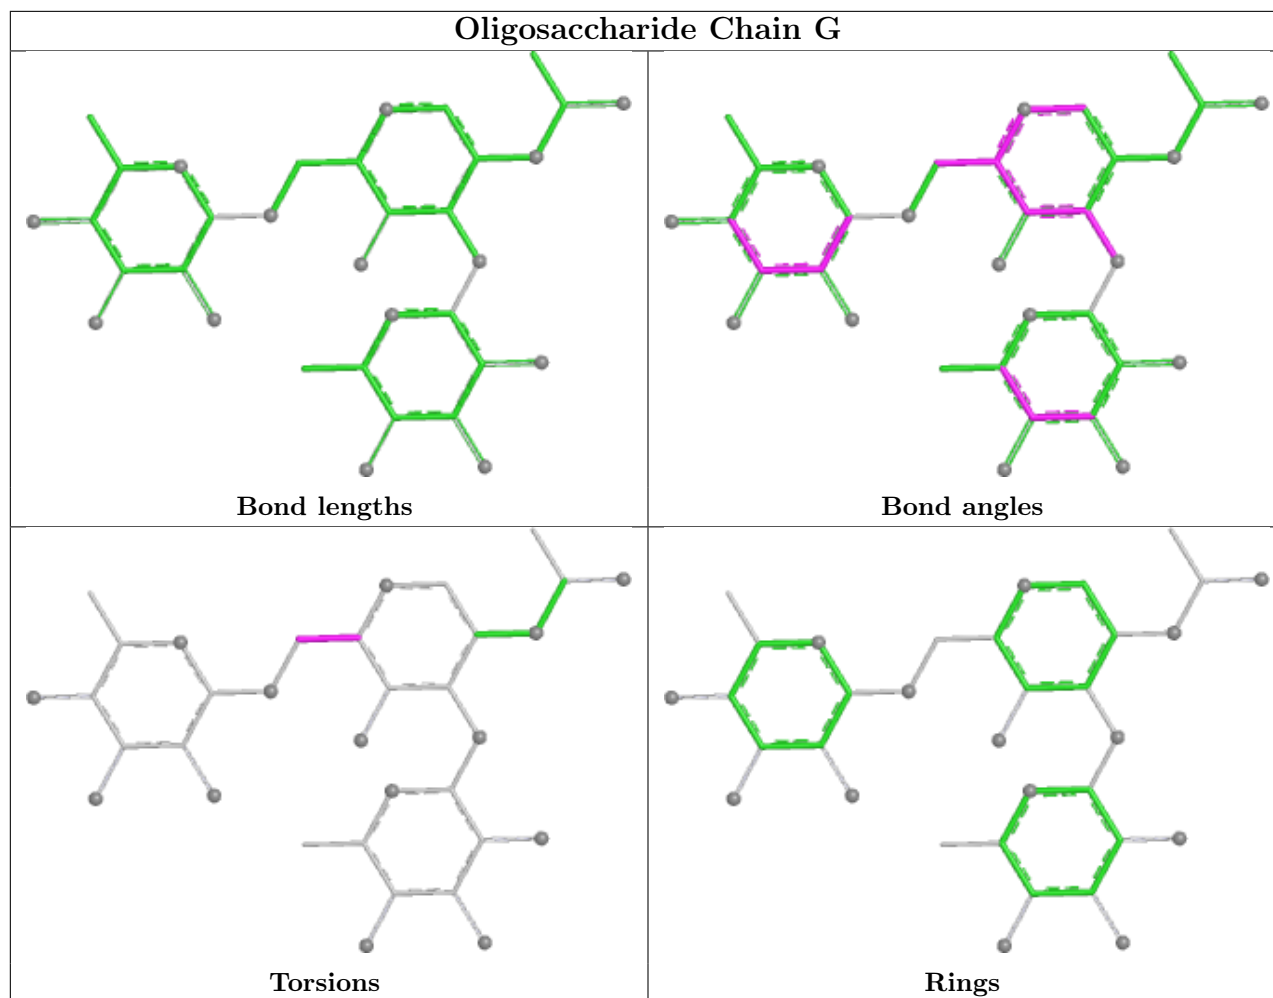 Oligosaccharide Chain G
Bond lengths
Bond angles
Torsions
Rings